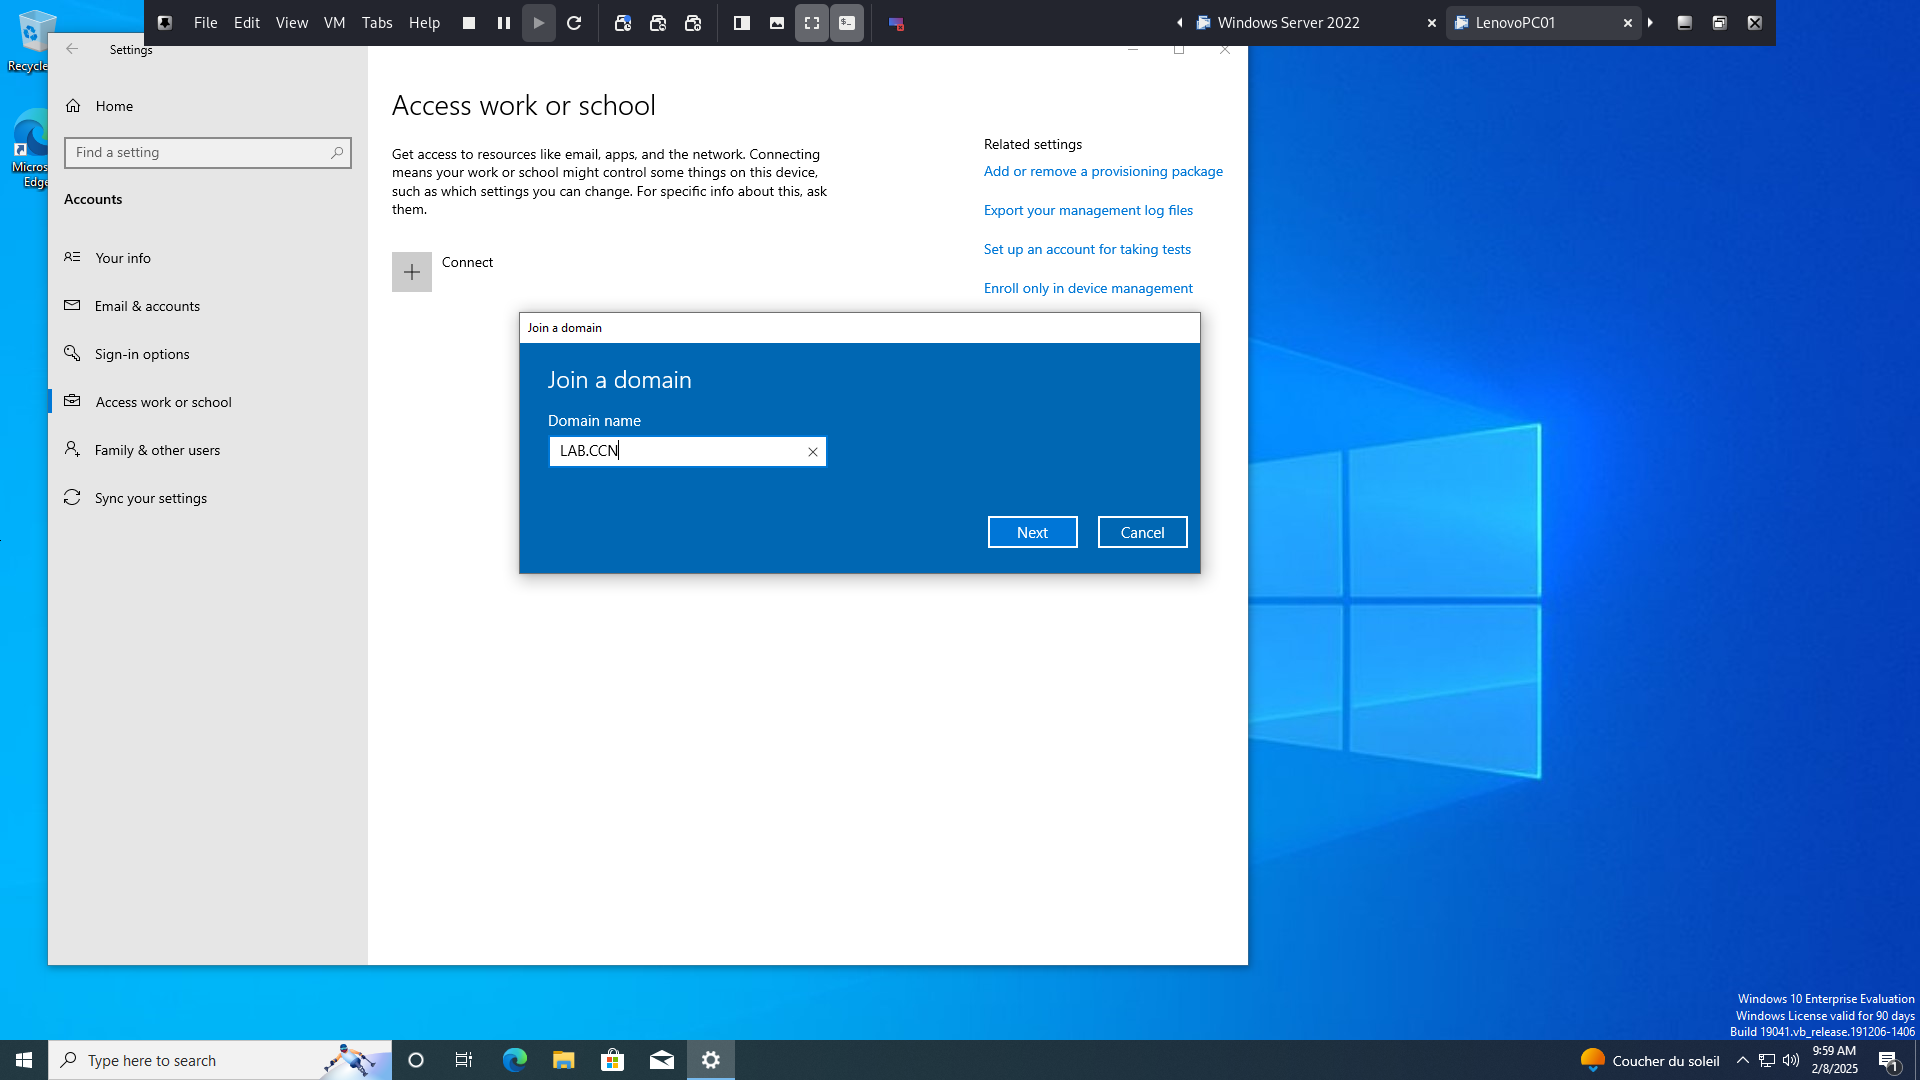 File Edit View VM Tabs Help
Windows Server 2022
LenovoPC01
Recycle
Micros
Edge
Settings
Home
Find a setting
Accounts
Your info
Email & accounts
Sign-in options
Access work or school
Family & other users
Sync your settings
Access work or school
Get access to resources like email, apps, and the network. Connecting
means your work or school might control some things on this device,
such as which settings you can change. For specific info about this, ask
them.
Connect
Related settings
Add or remove a provisioning package
Export your management log files
Set up an account for taking tests
Enroll only in device management
Join a domain
Join a domain
Domain name
LAB.CCN
Next
Cancel
Windows 10 Enterprise Evaluation
Windows License valid for 90 days
Build 19041.vb_release.191206-1406
Type here to search
Coucher du soleil
9:59 AM
2/8/2025
1